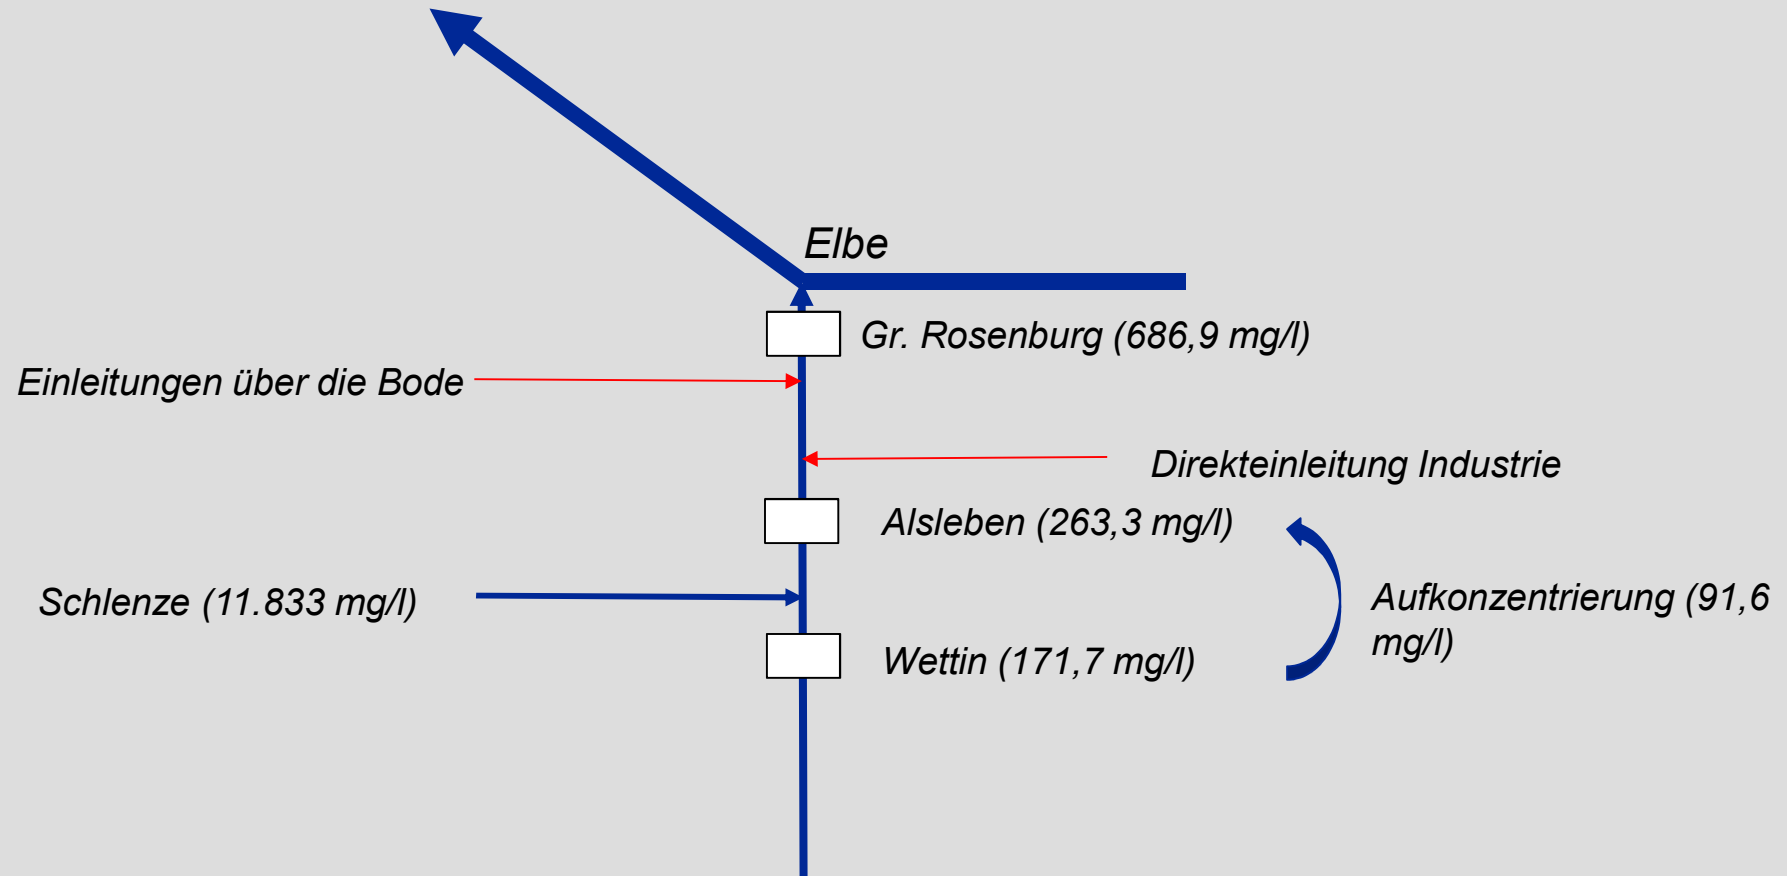 Elbe
Gr. Rosenburg (686,9 mg/l)
Einleitungen über die Bode
Direkteinleitung Industrie
Alsleben (263,3 mg/l)
Schlenze (11.833 mg/l)
Aufkonzentrierung (91,6
mg/l)
Wettin (171,7 mg/l)